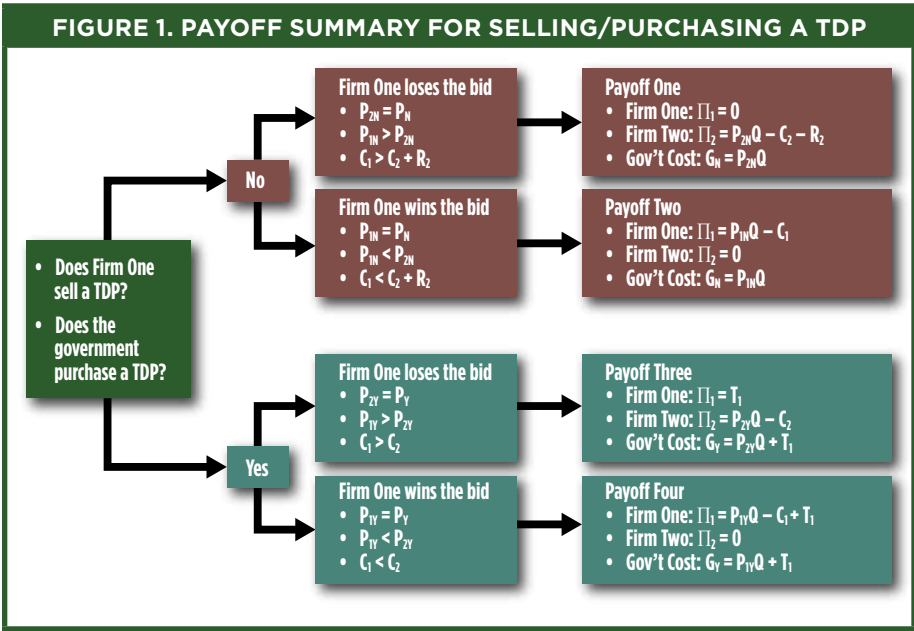 FIGURE 1. PAYOFF SUMMARY FOR SELLING/PURCHASING A TDP
• Does Firm One
sell a TDP?
• Does the
government
purchase a TDP?
No
Firm One loses the bid
• P₂ₙ = Pₙ
• P₁ₙ > P₂ₙ
• C₁ > C₂ + R₂
Payoff One
• Firm One: Π₁ = 0
• Firm Two: Π₂ = P₂ₙQ – C₂ – R₂
• Gov't Cost: Gₙ = P₂ₙQ
Firm One wins the bid
• P₁ₙ = Pₙ
• P₁ₙ < P₂ₙ
• C₁ < C₂ + R₂
Payoff Two
• Firm One: Π₁ = P₁ₙQ – C₁
• Firm Two: Π₂ = 0
• Gov't Cost: Gₙ = P₁ₙQ
Yes
Firm One loses the bid
• P₂Y = PY
• P₁Y > P₂Y
• C₁ > C₂
Payoff Three
• Firm One: Π₁ = T₁
• Firm Two: Π₂ = P₂YQ – C₂
• Gov't Cost: GY = P₂YQ + T₁
Firm One wins the bid
• P₁Y = PY
• P₁Y < P₂Y
• C₁ < C₂
Payoff Four
• Firm One: Π₁ = P₁YQ – C₁ + T₁
• Firm Two: Π₂ = 0
• Gov't Cost: GY = P₁YQ + T₁